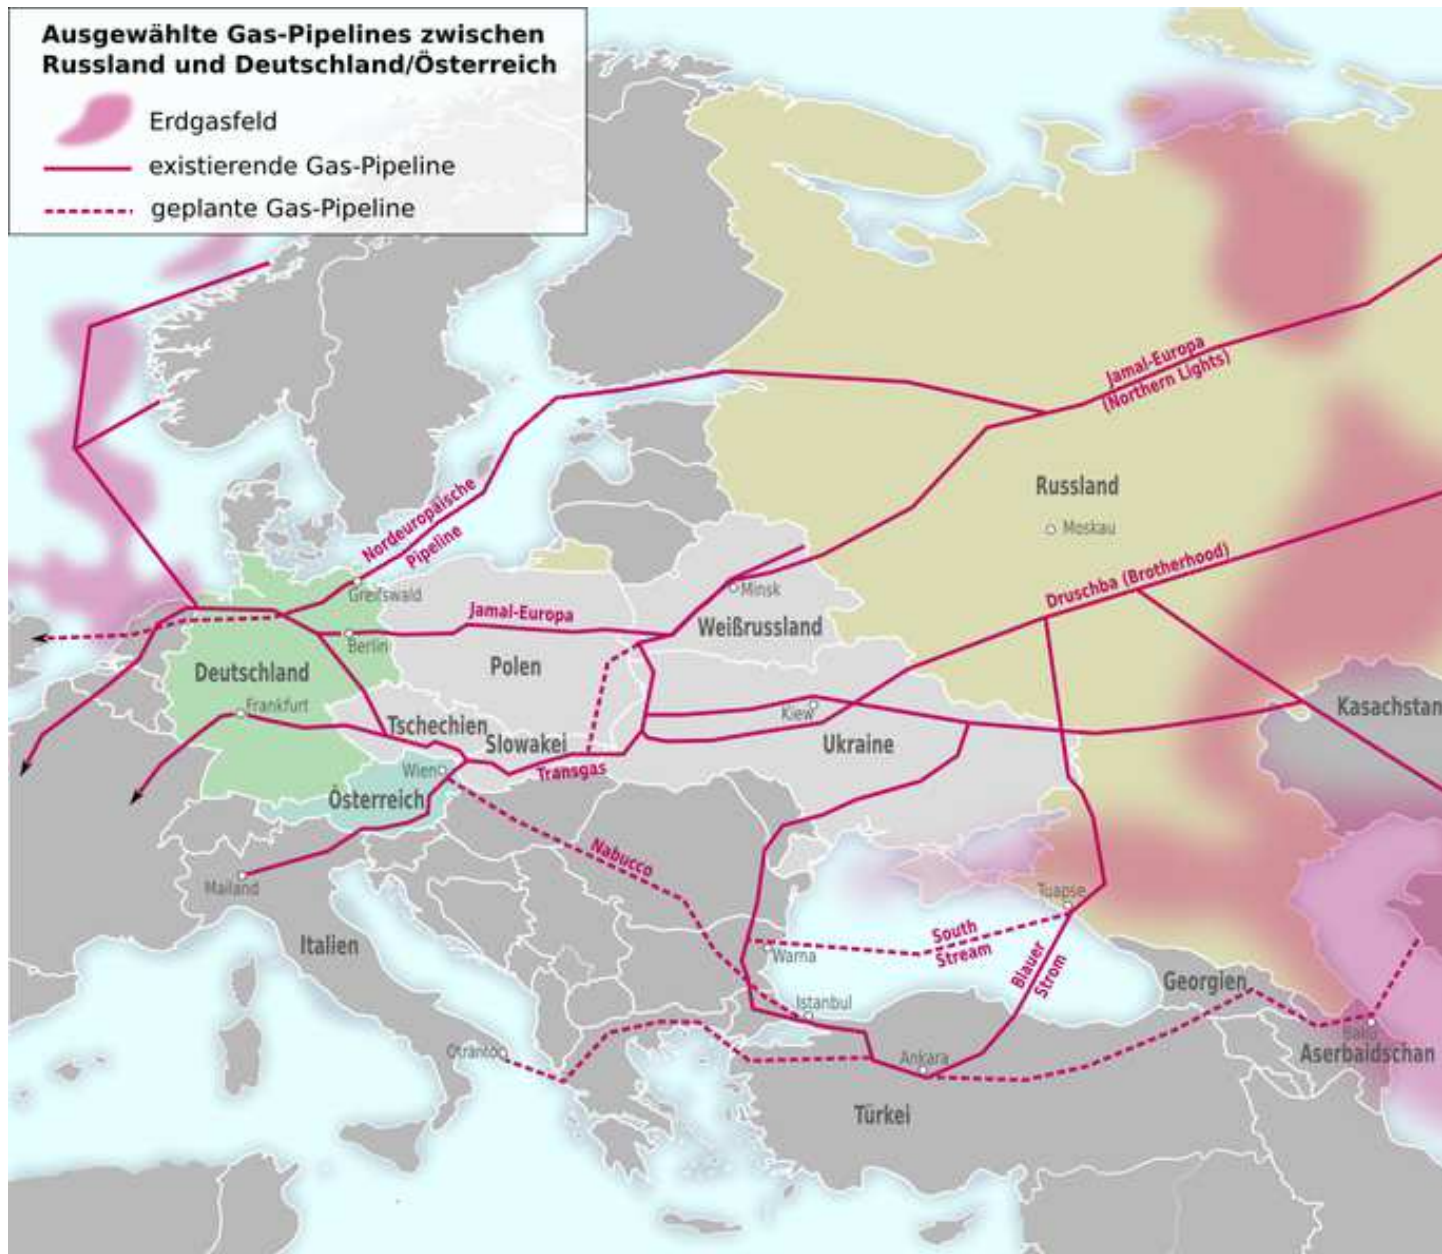 Ausgewählte Gas-Pipelines zwischen
Russland und Deutschland/Österreich
Erdgasfeld
existierende Gas-Pipeline
geplante Gas-Pipeline
Jamal-Europa
(Northern Lights)
Russland
Moskau
Nordeuropäische
Pipeline
Druschba (Brotherhood)
Greifswald
Minsk
Jamal-Europa
Weißrussland
Berlin
Polen
Deutschland
Frankfurt
Kasachstan
Kiew
Tschechien
Slowakei
Ukraine
Wien
Transgas
Österreich
Nabucco
Mailand
Tuapse
South
Stream
Italien
Warna
Blauer
Strom
Georgien
Istanbul
Baku
Otranto
Ankara
Aserbaidschan
Türkei